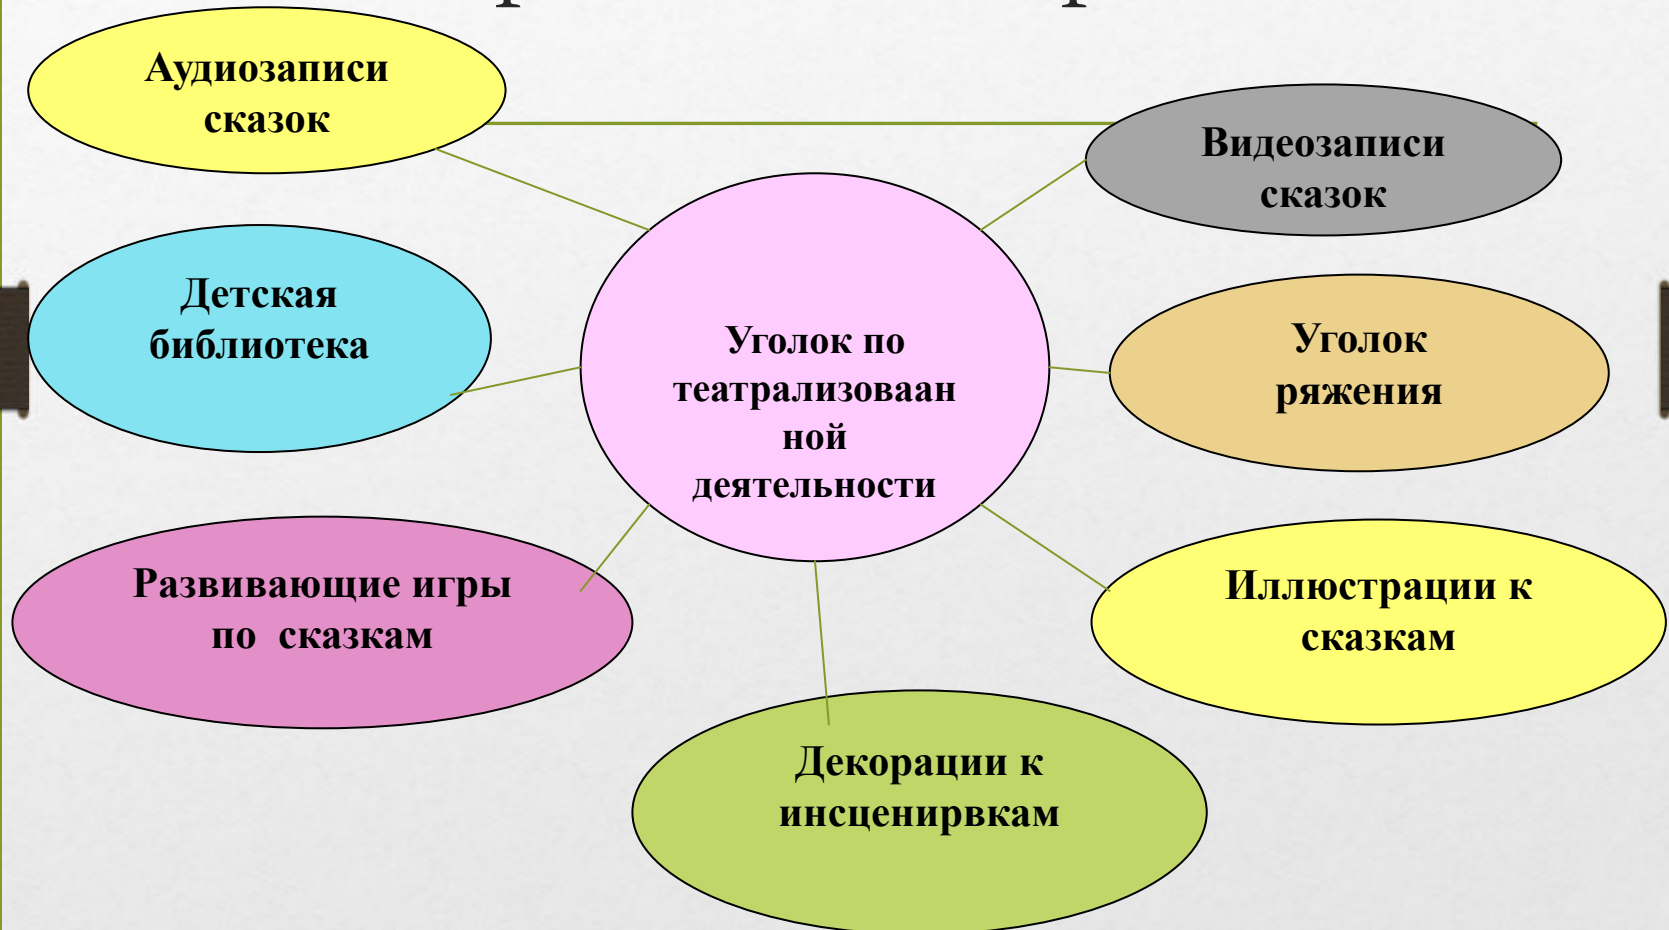 Аудиозаписи
сказок
Видеозаписи
сказок
Детская
библиотека
Уголок по
театрализоваан
ной
деятельности
Уголок
ряжения
Развивающие игры
по сказкам
Иллюстрации к
сказкам
Декорации к
инсценирвкам